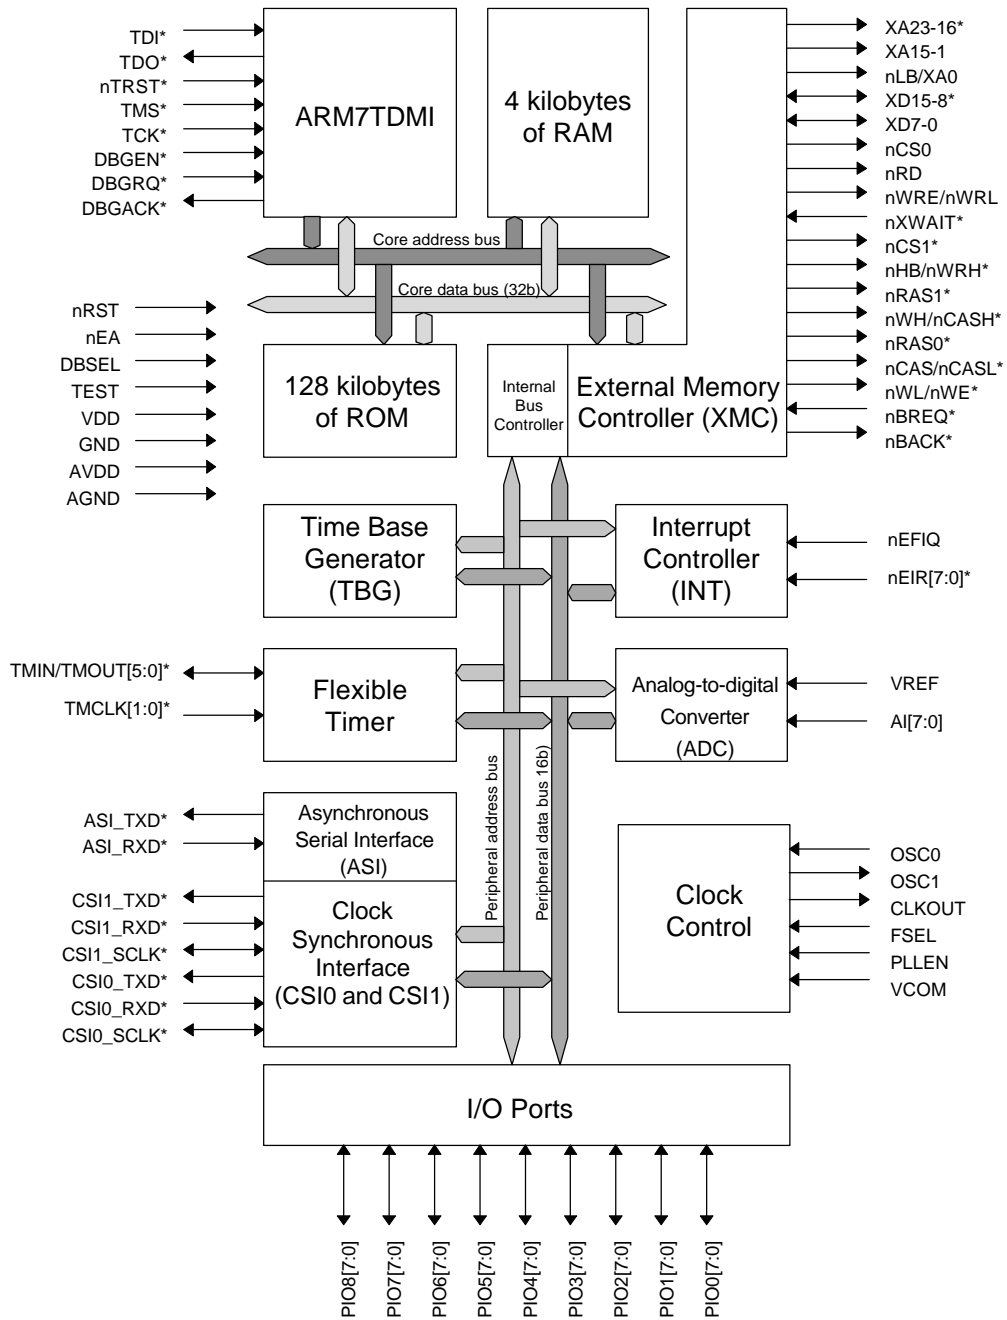 TDI*
TDO*
nTRST*
TMS*
TCK*
DBGEN*
DBGRQ*
DBGACK*
ARM7TDMI
4 kilobytes
of RAM
XA23-16*
XA15-1
nLB/XA0
XD15-8*
XD7-0
nCS0
nRD
nWRE/nWRL
nXWAIT*
nCS1*
nHB/nWRH*
nRAS1*
nWH/nCASH*
nRAS0*
nCAS/nCASL*
nWL/nWE*
nBREQ*
nBACK*
Core address bus
Core data bus (32b)
nRST
nEA
DBSEL
TEST
VDD
GND
AVDD
AGND
128 kilobytes
of ROM
Internal
Bus
Controller
External Memory
Controller (XMC)
Time Base
Generator
(TBG)
Interrupt
Controller
(INT)
nEFIQ
nEIR[7:0]*
TMIN/TMOUT[5:0]*
TMCLK[1:0]*
Flexible
Timer
Analog-to-digital
Converter
(ADC)
VREF
AI[7:0]
Peripheral address bus
Peripheral data bus 16b)
ASI_TXD*
ASI_RXD*
Asynchronous
Serial Interface
(ASI)
CSI1_TXD*
CSI1_RXD*
CSI1_SCLK*
CSI0_TXD*
CSI0_RXD*
CSI0_SCLK*
Clock
Synchronous
Interface
(CSI0 and CSI1)
Clock
Control
OSC0
OSC1
CLKOUT
FSEL
PLLEN
VCOM
I/O Ports
PIO8[7:0]
PIO7[7:0]
PIO6[7:0]
PIO5[7:0]
PIO4[7:0]
PIO3[7:0]
PIO2[7:0]
PIO1[7:0]
PIO0[7:0]